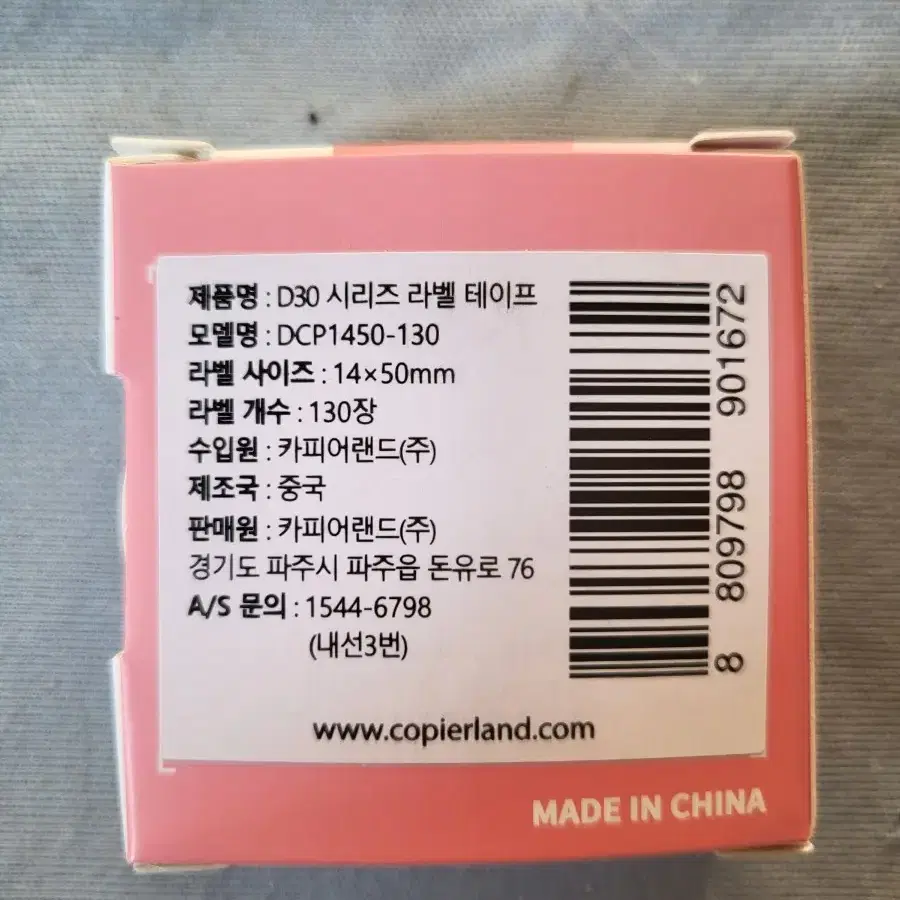 제품명 : D30 시리즈 라벨 테이프
모델명 : DCP1450-130
라벨 사이즈 : 14×50mm
라벨 개수 : 130장
수입원 : 카피어랜드(주)
제조국 : 중국
판매원 : 카피어랜드(주)
경기도 파주시 파주읍 돈유로 76
A/S 문의 : 1544-6798
(내선3번)
www.copierland.com
8 809798 901672
MADE IN CHINA